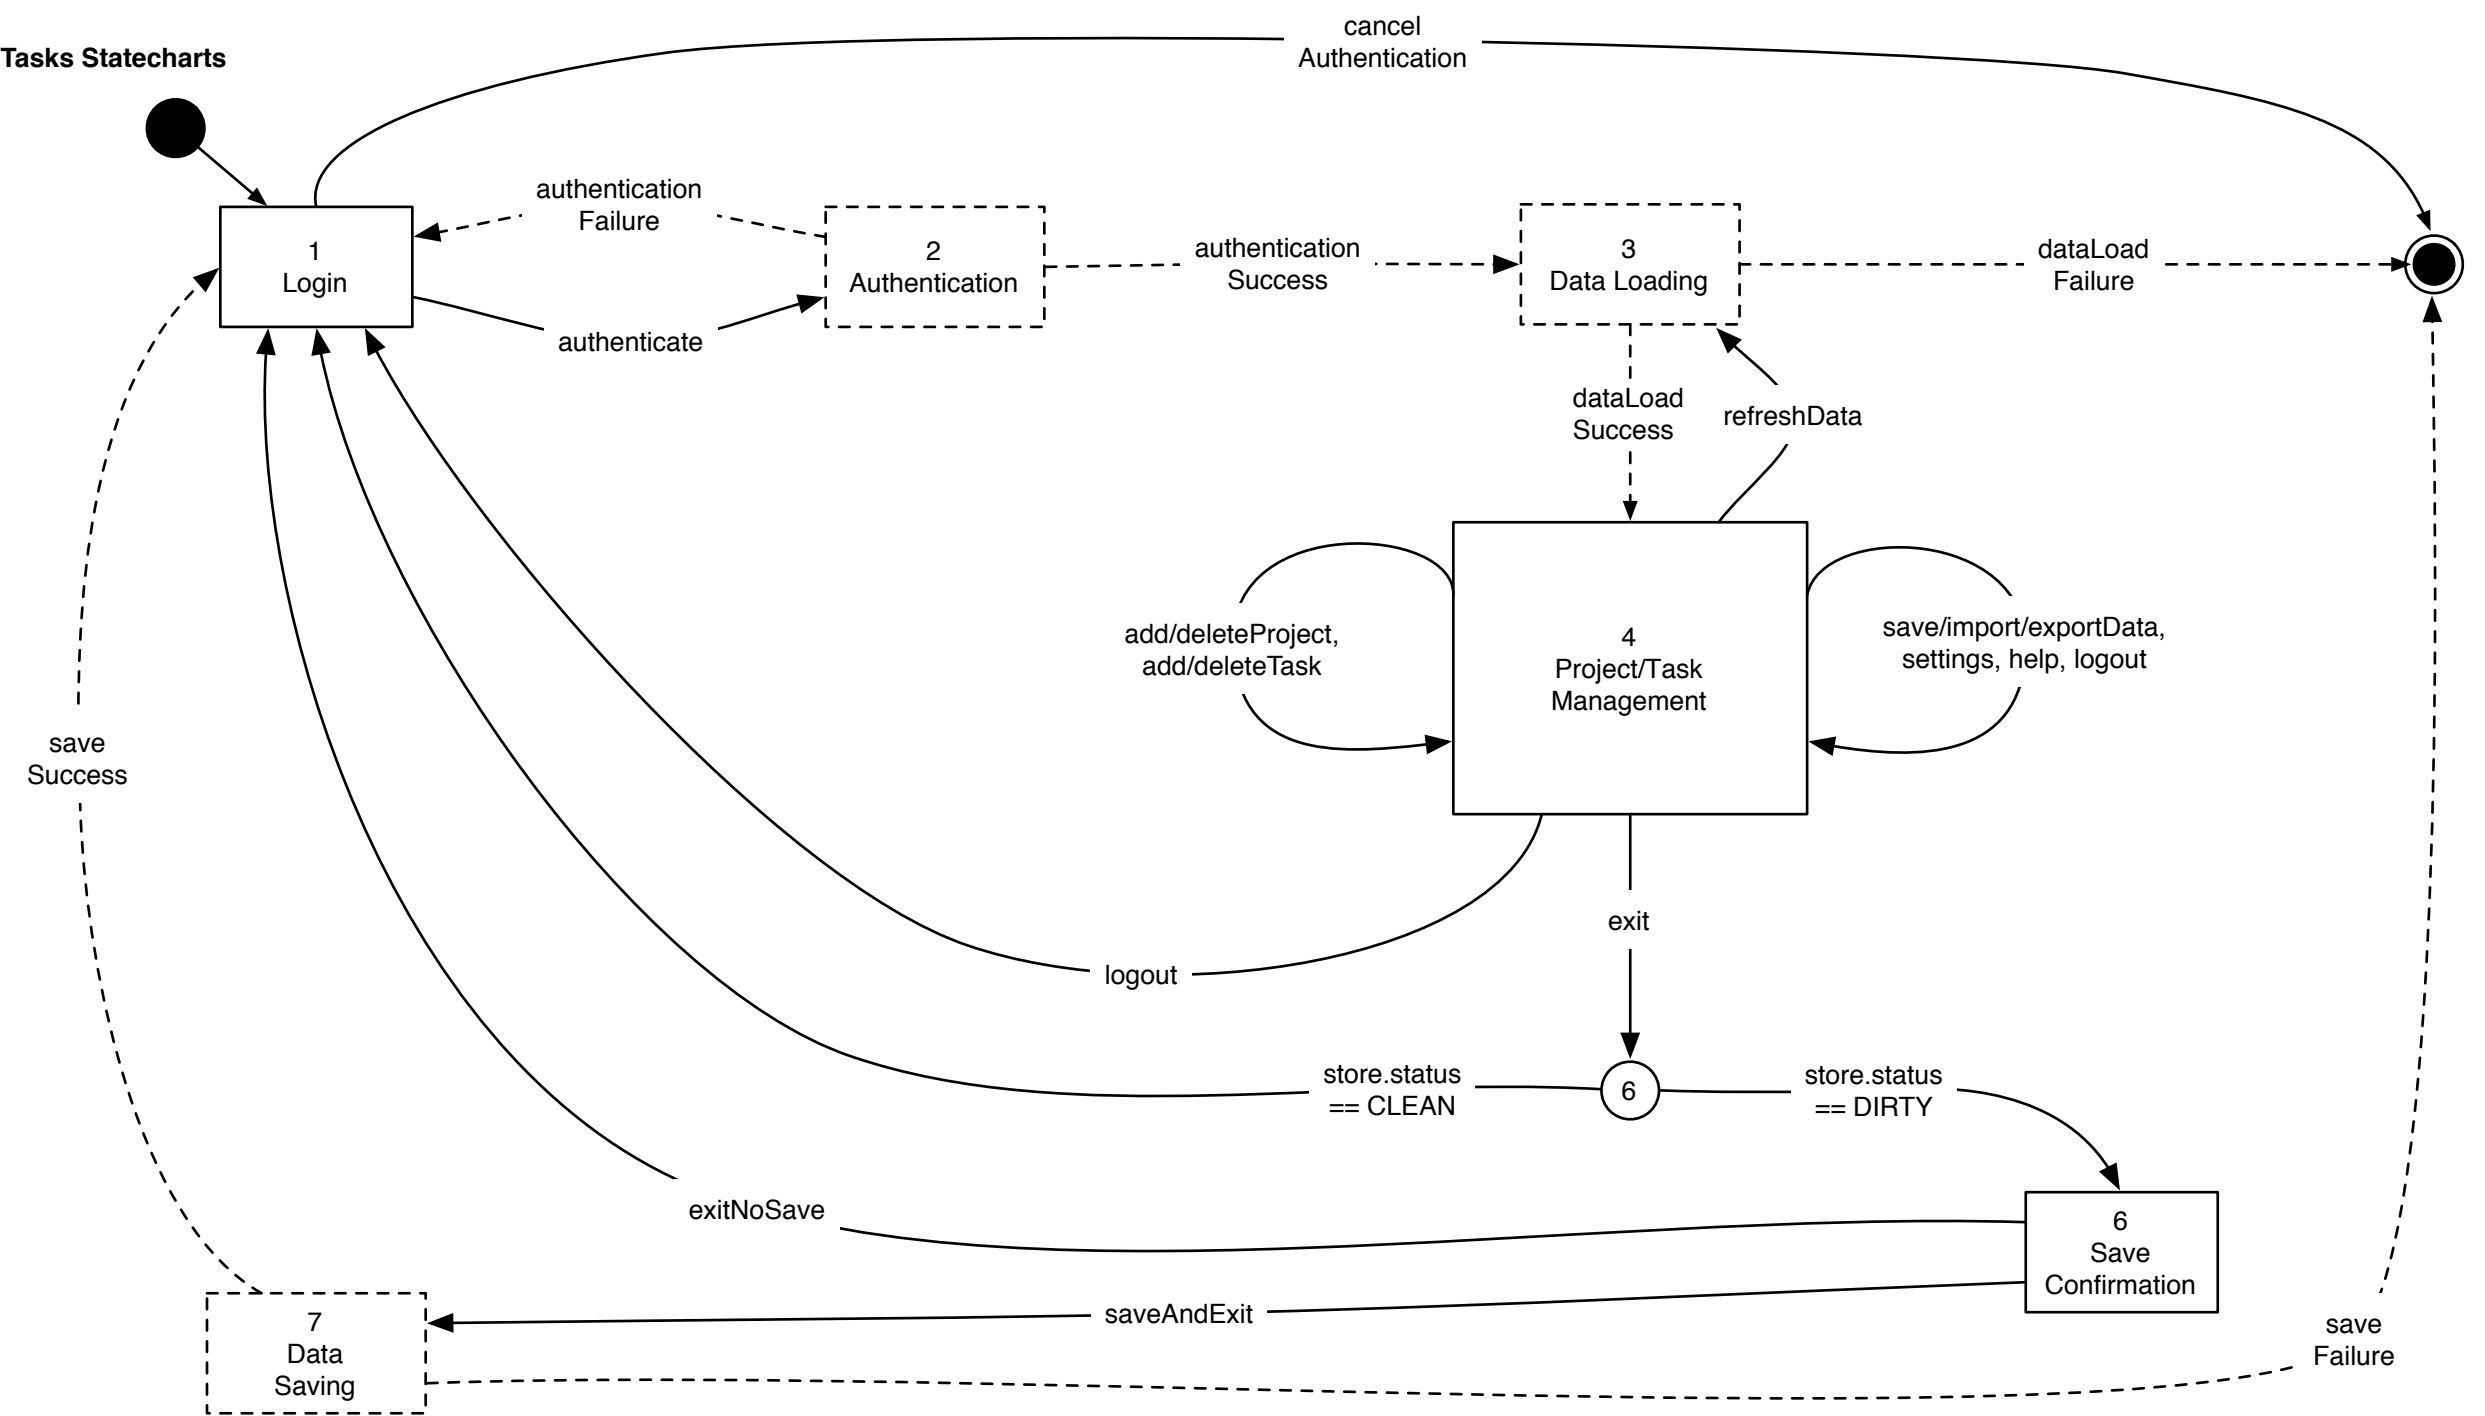 cancel
Authentication
Tasks Statecharts
authentication
Failure
1
Login
2
Authentication
authentication
Success
3
Data Loading
dataLoad
Failure
authenticate
dataLoad
Success
refreshData
add/deleteProject,
add/deleteTask
4
Project/Task
Management
save/import/exportData,
settings, help, logout
save
Success
exit
logout
store.status
== CLEAN
6
store.status
== DIRTY
exitNoSave
6
Save
Confirmation
saveAndExit
7
Data
Saving
save
Failure